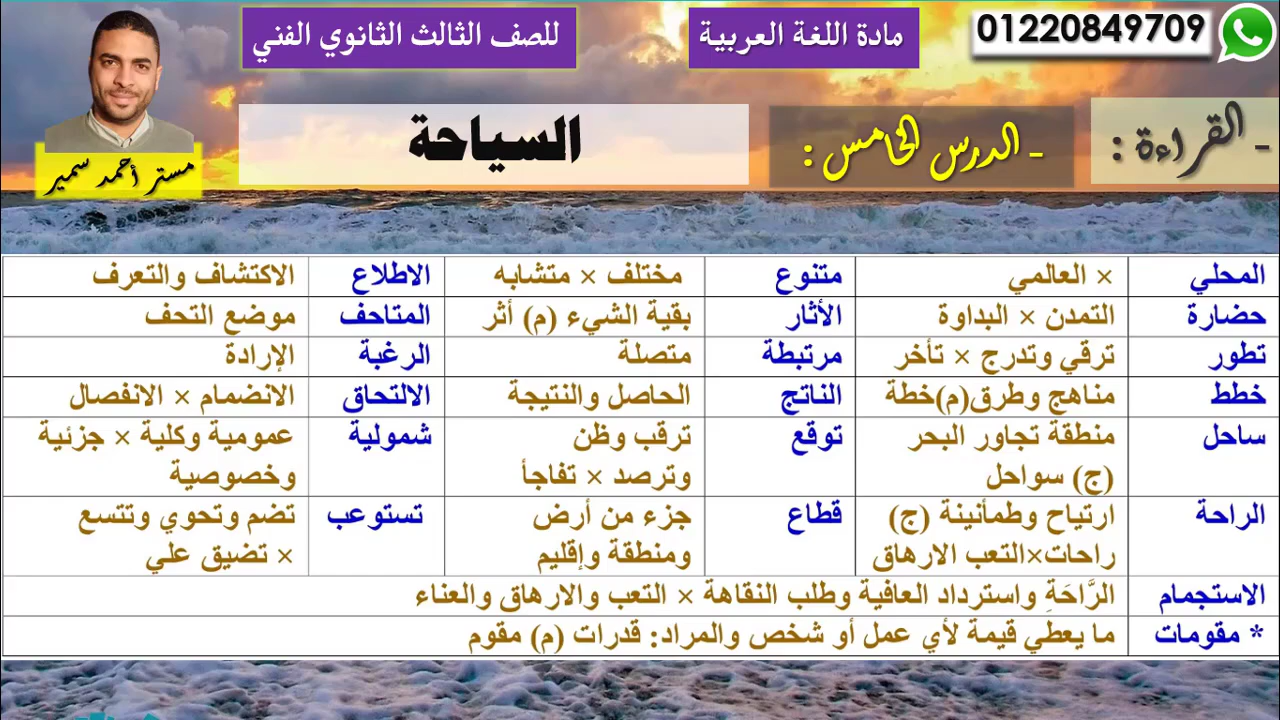 01220849709
مادة اللغة العربية
للصف الثالث الثانوي الفني
- القراءة :
- الدرس الخامس :
السياحة
مستر أحمد سمير
المحلي × العالمي متنوع مختلف × متشابه الاطلاع الاكتشاف والتعرف
حضارة التمدن × البداوة الأثار بقية الشيء (م) أثر المتاحف موضع التحف
تطور ترقي وتدرج × تأخر مرتبطة متصلة الرغبة الإرادة
خطط مناهج وطرق(م)خطة الناتج الحاصل والنتيجة الالتحاق الانضمام × الانفصال
ساحل منطقة تجاور البحر توقع ترقب وظن شمولية عمومية وكلية × جزئية
(ج) سواحل وترصد × تفاجأ وخصوصية
الراحة ارتياح وطمأنينة (ج) قطاع جزء من أرض تستوعب تضم وتحوي وتتسع
راحات×التعب الارهاق ومنطقة وإقليم × تضيق علي
الاستجمام الرَّاحَةِ واسترداد العافية وطلب النقاهة × التعب والارهاق والعناء
* مقومات ما يعطي قيمة لأي عمل أو شخص والمراد: قدرات (م) مقوم